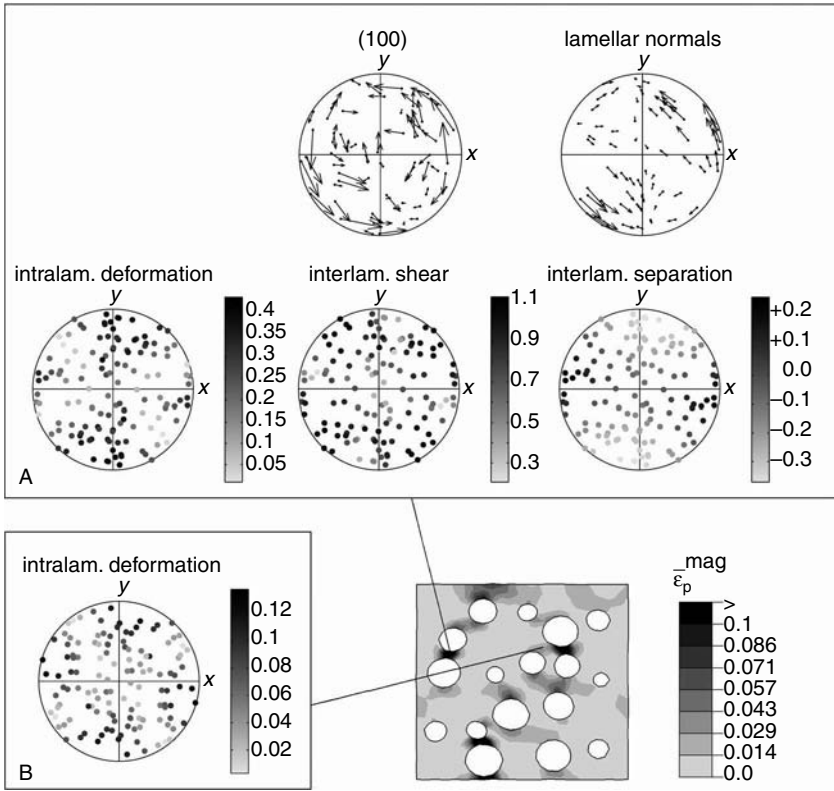 (100)
lamellar normals
y
y
x
x
intralam. deformation
interlam. shear
interlam. separation
y
y
y
x
x
x
0.4
0.35
0.3
0.25
0.2
0.15
0.1
0.05
1.1
0.9
0.7
0.5
0.3
+0.2
+0.1
0.0
−0.1
−0.2
−0.3
A
intralam. deformation
y
x
0.12
0.1
0.08
0.06
0.04
0.02
B
_mag
εp
>
0.1
0.086
0.071
0.057
0.043
0.029
0.014
0.0